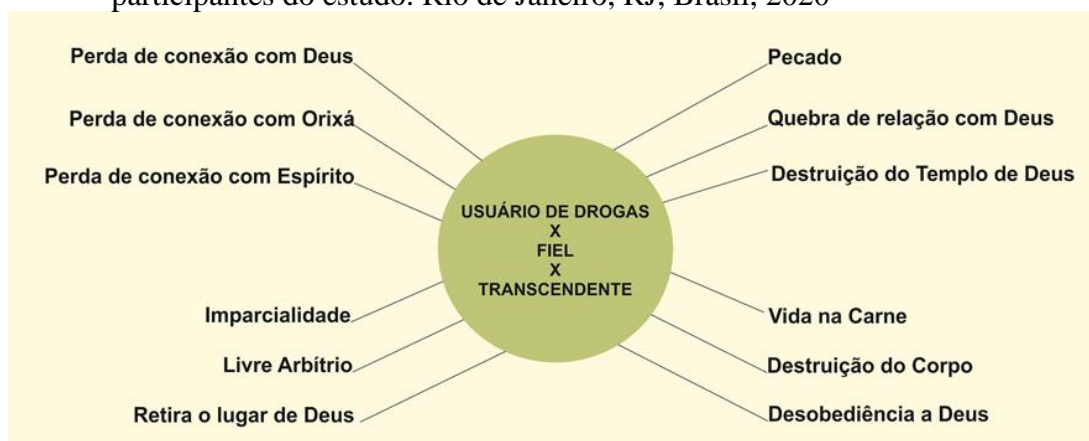 participantes do estudo. Rio de Janeiro, RJ, Brasil, 2020
Perda de conexão com Deus
Perda de conexão com Orixá
Perda de conexão com Espírito
Imparcialidade
Livre Arbítrio
Retira o lugar de Deus
USUÁRIO DE DROGAS
X
FIEL
X
TRANSCENDENTE
Pecado
Quebra de relação com Deus
Destruição do Templo de Deus
Vida na Carne
Destruição do Corpo
Desobediência a Deus